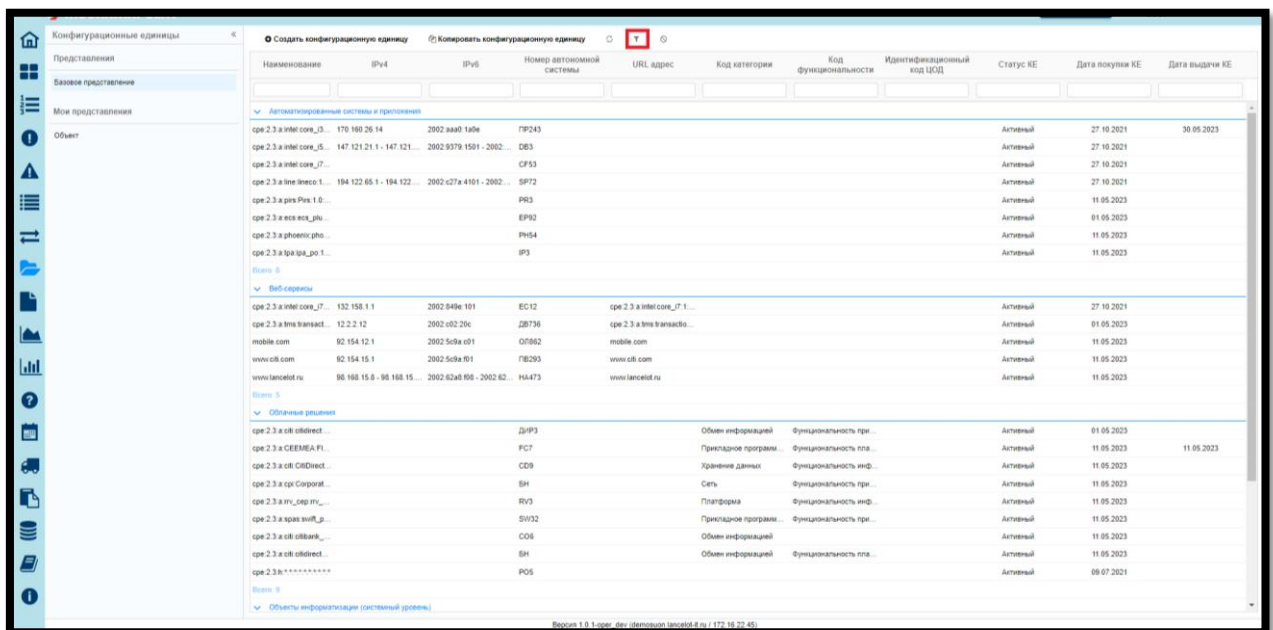 Конфигурационные единицы «
Создать конфигурационную единицу Копировать конфигурационную единицу
Представления
Базовое представление
Мои представления
Объект
Наименование IPv4 IPv6 Номер автономной системы URL адрес Код категории Код функциональности Идентификационный код ЦОД Статус КЕ Дата покупки КЕ Дата выдачи КЕ
Автоматизированные системы и приложения
cpe:2.3:a:intel:core_i3... 170.160.26.14 2002:aaa0:1a0e ПР243 Активный 27.10.2021 30.05.2023
cpe:2.3:a:intel:core_i5... 147.121.21.1 - 147.121.... 2002:9379:1501 - 2002:... DB3 Активный 27.10.2021
cpe:2.3:a:intel:core_i7... CF53 Активный 27.10.2021
cpe:2.3:a:line:lineco:1.... 194.122.65.1 - 194.122.... 2002:c27a:4101 - 2002:... SP72 Активный 27.10.2021
cpe:2.3:a:pirs:Pirs:1.0:... PR3 Активный 11.05.2023
cpe:2.3:a:ecs:ecs_plu... EP92 Активный 01.05.2023
cpe:2.3:a:phoenix:pho... PH54 Активный 11.05.2023
cpe:2.3:a:ipa:ipa_po:1... IP3 Активный 11.05.2023
Всего: 8
Веб-сервисы
cpe:2.3:a:intel:core_i7... 132.158.1.1 2002:849e:101 EC12 cpe:2.3:a:intel:core_i7:1:... Активный 27.10.2021
cpe:2.3:a:tms:transact... 12.2.2.12 2002:c02:20c ДВ736 cpe:2.3:a:tms:transactio... Активный 01.05.2023
mobile.com 92.154.12.1 2002:5c9a:c01 ОЛ862 mobile.com Активный 11.05.2023
www.citi.com 92.154.15.1 2002:5c9a:f01 ПВ293 www.citi.com Активный 11.05.2023
www.lancelot.ru 98.168.15.8 - 98.168.15.... 2002:62a8:f08 - 2002:62... НА473 www.lancelot.ru Активный 11.05.2023
Всего: 5
Облачные решения
cpe:2.3:a:citi:citidirect:... ДИР3 Обмен информацией Функциональность при... Активный 01.05.2023
cpe:2.3:a:CEEMEA:FI... FC7 Прикладное программ... Функциональность пла... Активный 11.05.2023 11.05.2023
cpe:2.3:a:citi:CitiDirect... CD9 Хранение данных Функциональность инф... Активный 11.05.2023
cpe:2.3:a:cpi:Corporat... БН Сеть Функциональность при... Активный 11.05.2023
cpe:2.3:a:rrv_cep:rrv_... RV3 Платформа Функциональность инф... Активный 11.05.2023
cpe:2.3:a:spas:swift_p... SW32 Прикладное программ... Функциональность при... Активный 11.05.2023
cpe:2.3:a:citi:citibank_... CO6 Обмен информацией Активный 11.05.2023
cpe:2.3:a:citi:citidirect... БН Обмен информацией Функциональность пла... Активный 11.05.2023
cpe:2.3:h:*:*:*:*:*:*:*:*:*:* POS Активный 09.07.2021
Всего: 9
Объекты информатизации (системный уровень)
Версия 1.0.1-oper_dev (demosuon.lancelot-it.ru / 172.16.22.45)